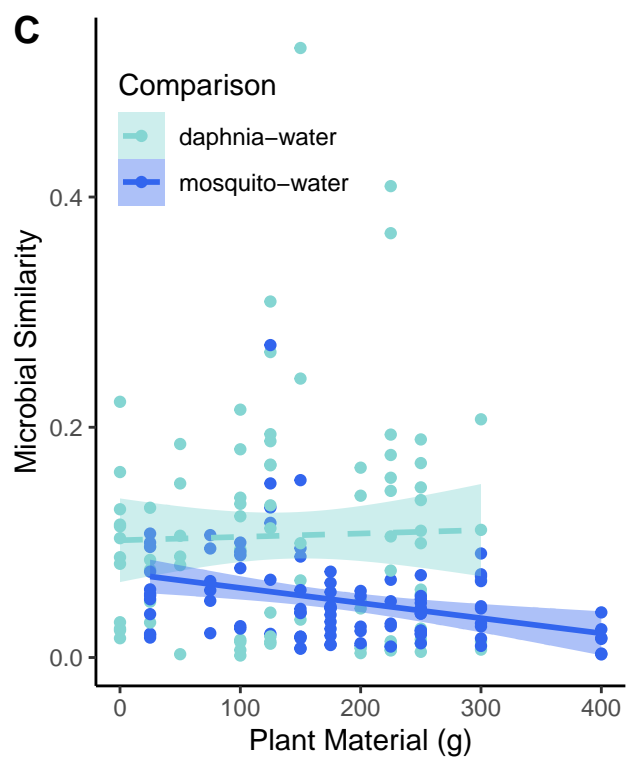 C
Comparison
daphnia−water
mosquito−water
Microbial Similarity
0.4
0.2
0.0
0 100 200 300 400
Plant Material (g)